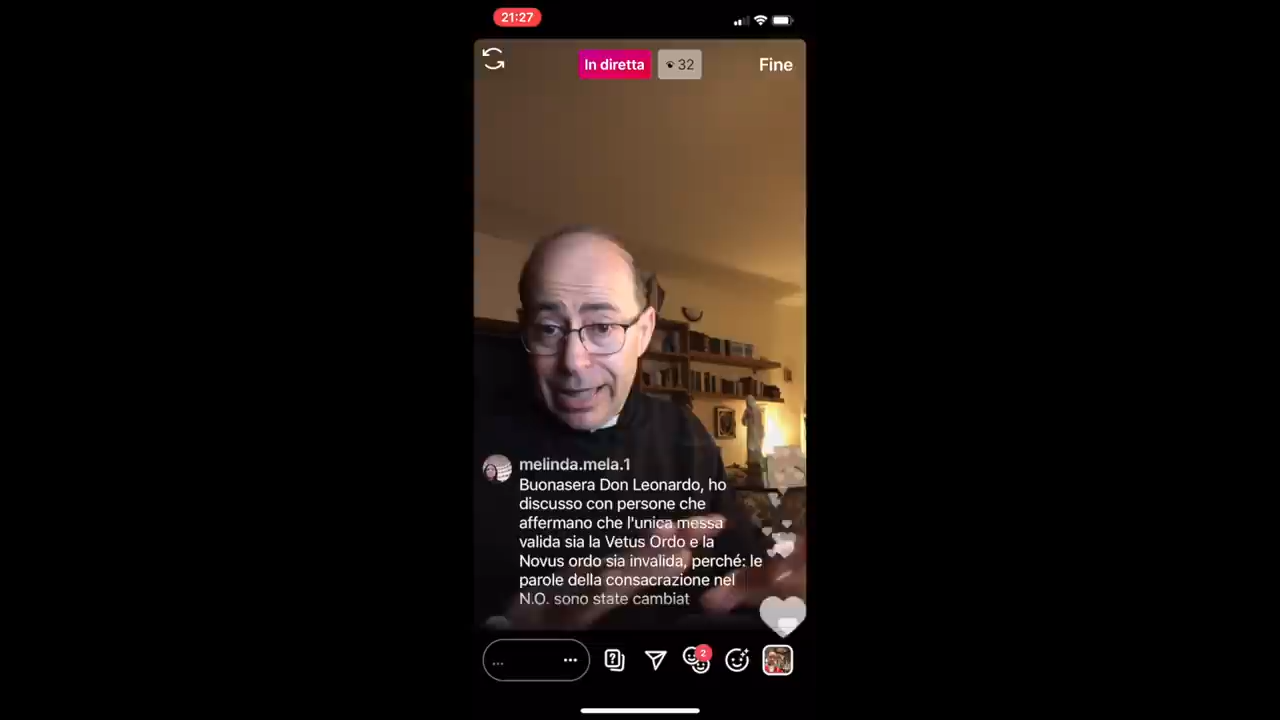 21:27
In diretta
32
Fine
melinda.mela.1
Buonasera Don Leonardo, ho
discusso con persone che
affermano che l'unica messa
valida sia la Vetus Ordo e la
Novus ordo sia invalida, perché: le
parole della consacrazione nel
N.O. sono state cambiat
...
2